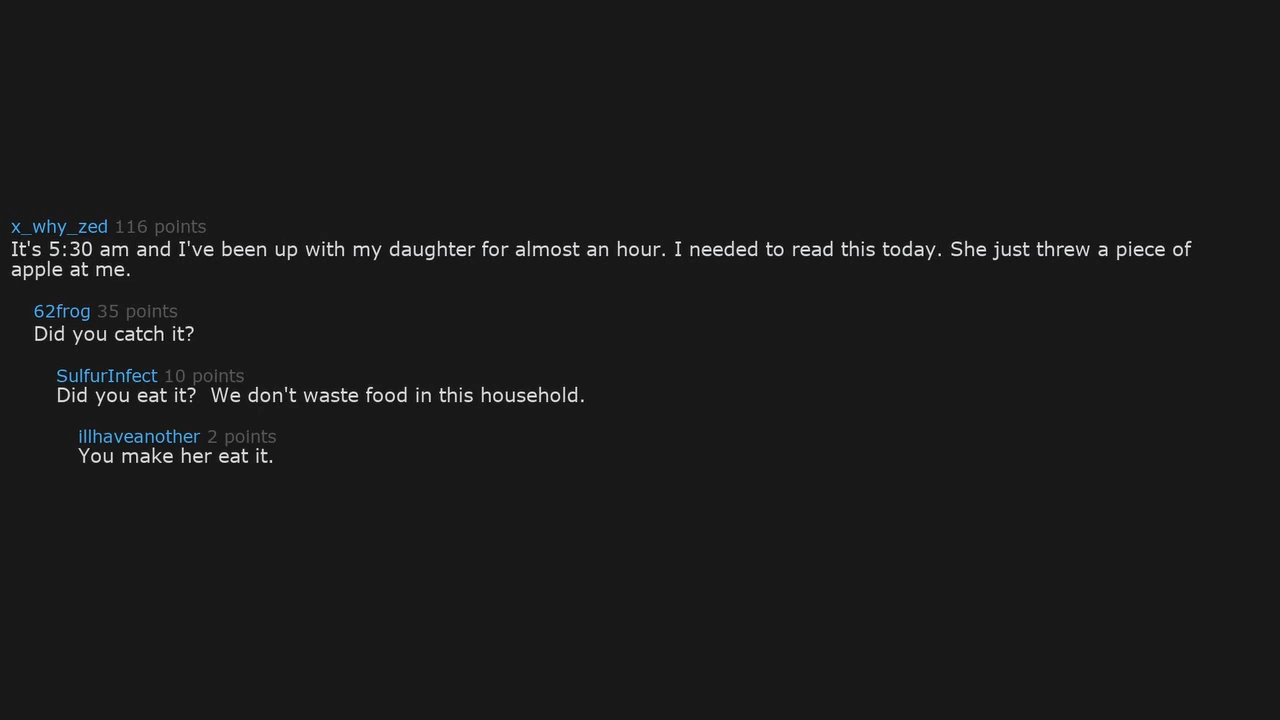 x_why_zed 116 points
It's 5:30 am and I've been up with my daughter for almost an hour. I needed to read this today. She just threw a piece of
apple at me.
62frog 35 points
Did you catch it?
SulfurInfect 10 points
Did you eat it?  We don't waste food in this household.
illhaveanother 2 points
You make her eat it.